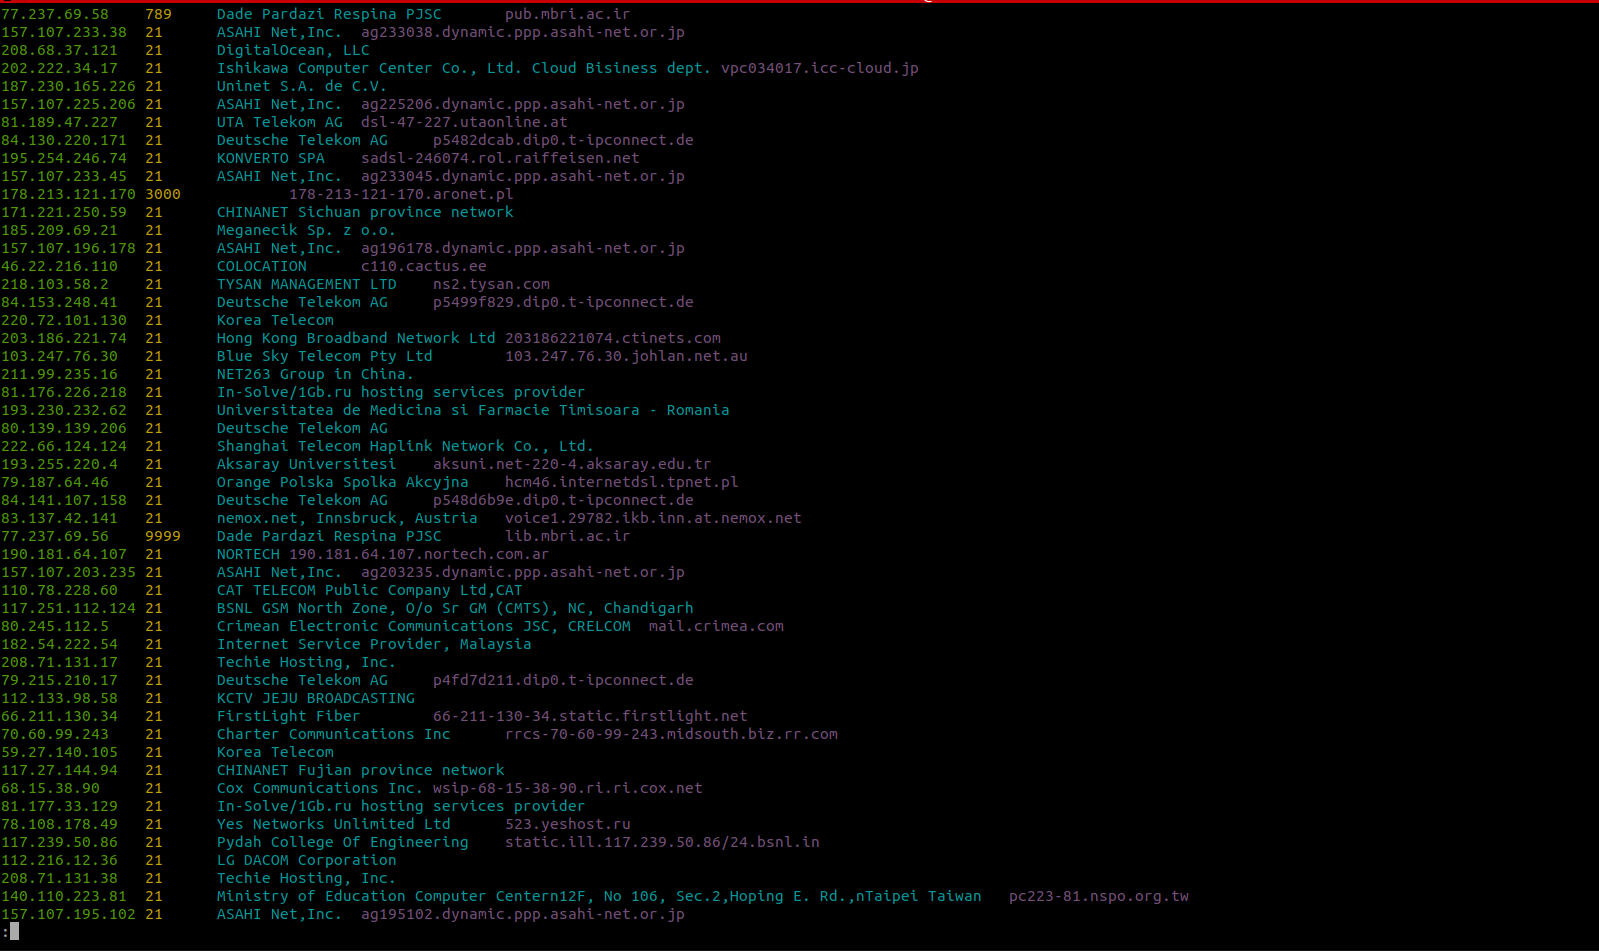 77.237.69.58 789 Dade Pardazi Respina PJSC pub.mbri.ac.ir
157.107.233.38 21 ASAHI Net,Inc. ag233038.dynamic.ppp.asahi-net.or.jp
208.68.37.121 21 DigitalOcean, LLC
202.222.34.17 21 Ishikawa Computer Center Co., Ltd. Cloud Bisiness dept. vpc034017.icc-cloud.jp
187.230.165.226 21 Uninet S.A. de C.V.
157.107.225.206 21 ASAHI Net,Inc. ag225206.dynamic.ppp.asahi-net.or.jp
81.189.47.227 21 UTA Telekom AG dsl-47-227.utaonline.at
84.130.220.171 21 Deutsche Telekom AG p5482dcab.dip0.t-ipconnect.de
195.254.246.74 21 KONVERTO SPA sadsl-246074.rol.raiffeisen.net
157.107.233.45 21 ASAHI Net,Inc. ag233045.dynamic.ppp.asahi-net.or.jp
178.213.121.170 3000 178-213-121-170.aronet.pl
171.221.250.59 21 CHINANET Sichuan province network
185.209.69.21 21 Meganecik Sp. z o.o.
157.107.196.178 21 ASAHI Net,Inc. ag196178.dynamic.ppp.asahi-net.or.jp
46.22.216.110 21 COLOCATION c110.cactus.ee
218.103.58.2 21 TYSAN MANAGEMENT LTD ns2.tysan.com
84.153.248.41 21 Deutsche Telekom AG p5499f829.dip0.t-ipconnect.de
220.72.101.130 21 Korea Telecom
203.186.221.74 21 Hong Kong Broadband Network Ltd 203186221074.ctinets.com
103.247.76.30 21 Blue Sky Telecom Pty Ltd 103.247.76.30.johlan.net.au
211.99.235.16 21 NET263 Group in China.
81.176.226.218 21 In-Solve/1Gb.ru hosting services provider
193.230.232.62 21 Universitatea de Medicina si Farmacie Timisoara - Romania
80.139.139.206 21 Deutsche Telekom AG
222.66.124.124 21 Shanghai Telecom Haplink Network Co., Ltd.
193.255.220.4 21 Aksaray Universitesi aksuni.net-220-4.aksaray.edu.tr
79.187.64.46 21 Orange Polska Spolka Akcyjna hcm46.internetdsl.tpnet.pl
84.141.107.158 21 Deutsche Telekom AG p548d6b9e.dip0.t-ipconnect.de
83.137.42.141 21 nemox.net, Innsbruck, Austria voice1.29782.ikb.inn.at.nemox.net
77.237.69.56 9999 Dade Pardazi Respina PJSC lib.mbri.ac.ir
190.181.64.107 21 NORTECH 190.181.64.107.nortech.com.ar
157.107.203.235 21 ASAHI Net,Inc. ag203235.dynamic.ppp.asahi-net.or.jp
110.78.228.60 21 CAT TELECOM Public Company Ltd,CAT
117.251.112.124 21 BSNL GSM North Zone, O/o Sr GM (CMTS), NC, Chandigarh
80.245.112.5 21 Crimean Electronic Communications JSC, CRELCOM mail.crimea.com
182.54.222.54 21 Internet Service Provider, Malaysia
208.71.131.17 21 Techie Hosting, Inc.
79.215.210.17 21 Deutsche Telekom AG p4fd7d211.dip0.t-ipconnect.de
112.133.98.58 21 KCTV JEJU BROADCASTING
66.211.130.34 21 FirstLight Fiber 66-211-130-34.static.firstlight.net
70.60.99.243 21 Charter Communications Inc rrcs-70-60-99-243.midsouth.biz.rr.com
59.27.140.105 21 Korea Telecom
117.27.144.94 21 CHINANET Fujian province network
68.15.38.90 21 Cox Communications Inc. wsip-68-15-38-90.ri.ri.cox.net
81.177.33.129 21 In-Solve/1Gb.ru hosting services provider
78.108.178.49 21 Yes Networks Unlimited Ltd 523.yeshost.ru
117.239.50.86 21 Pydah College Of Engineering static.ill.117.239.50.86/24.bsnl.in
112.216.12.36 21 LG DACOM Corporation
208.71.131.38 21 Techie Hosting, Inc.
140.110.223.81 21 Ministry of Education Computer Centern12F, No 106, Sec.2,Hoping E. Rd.,nTaipei Taiwan pc223-81.nspo.org.tw
157.107.195.102 21 ASAHI Net,Inc. ag195102.dynamic.ppp.asahi-net.or.jp
: